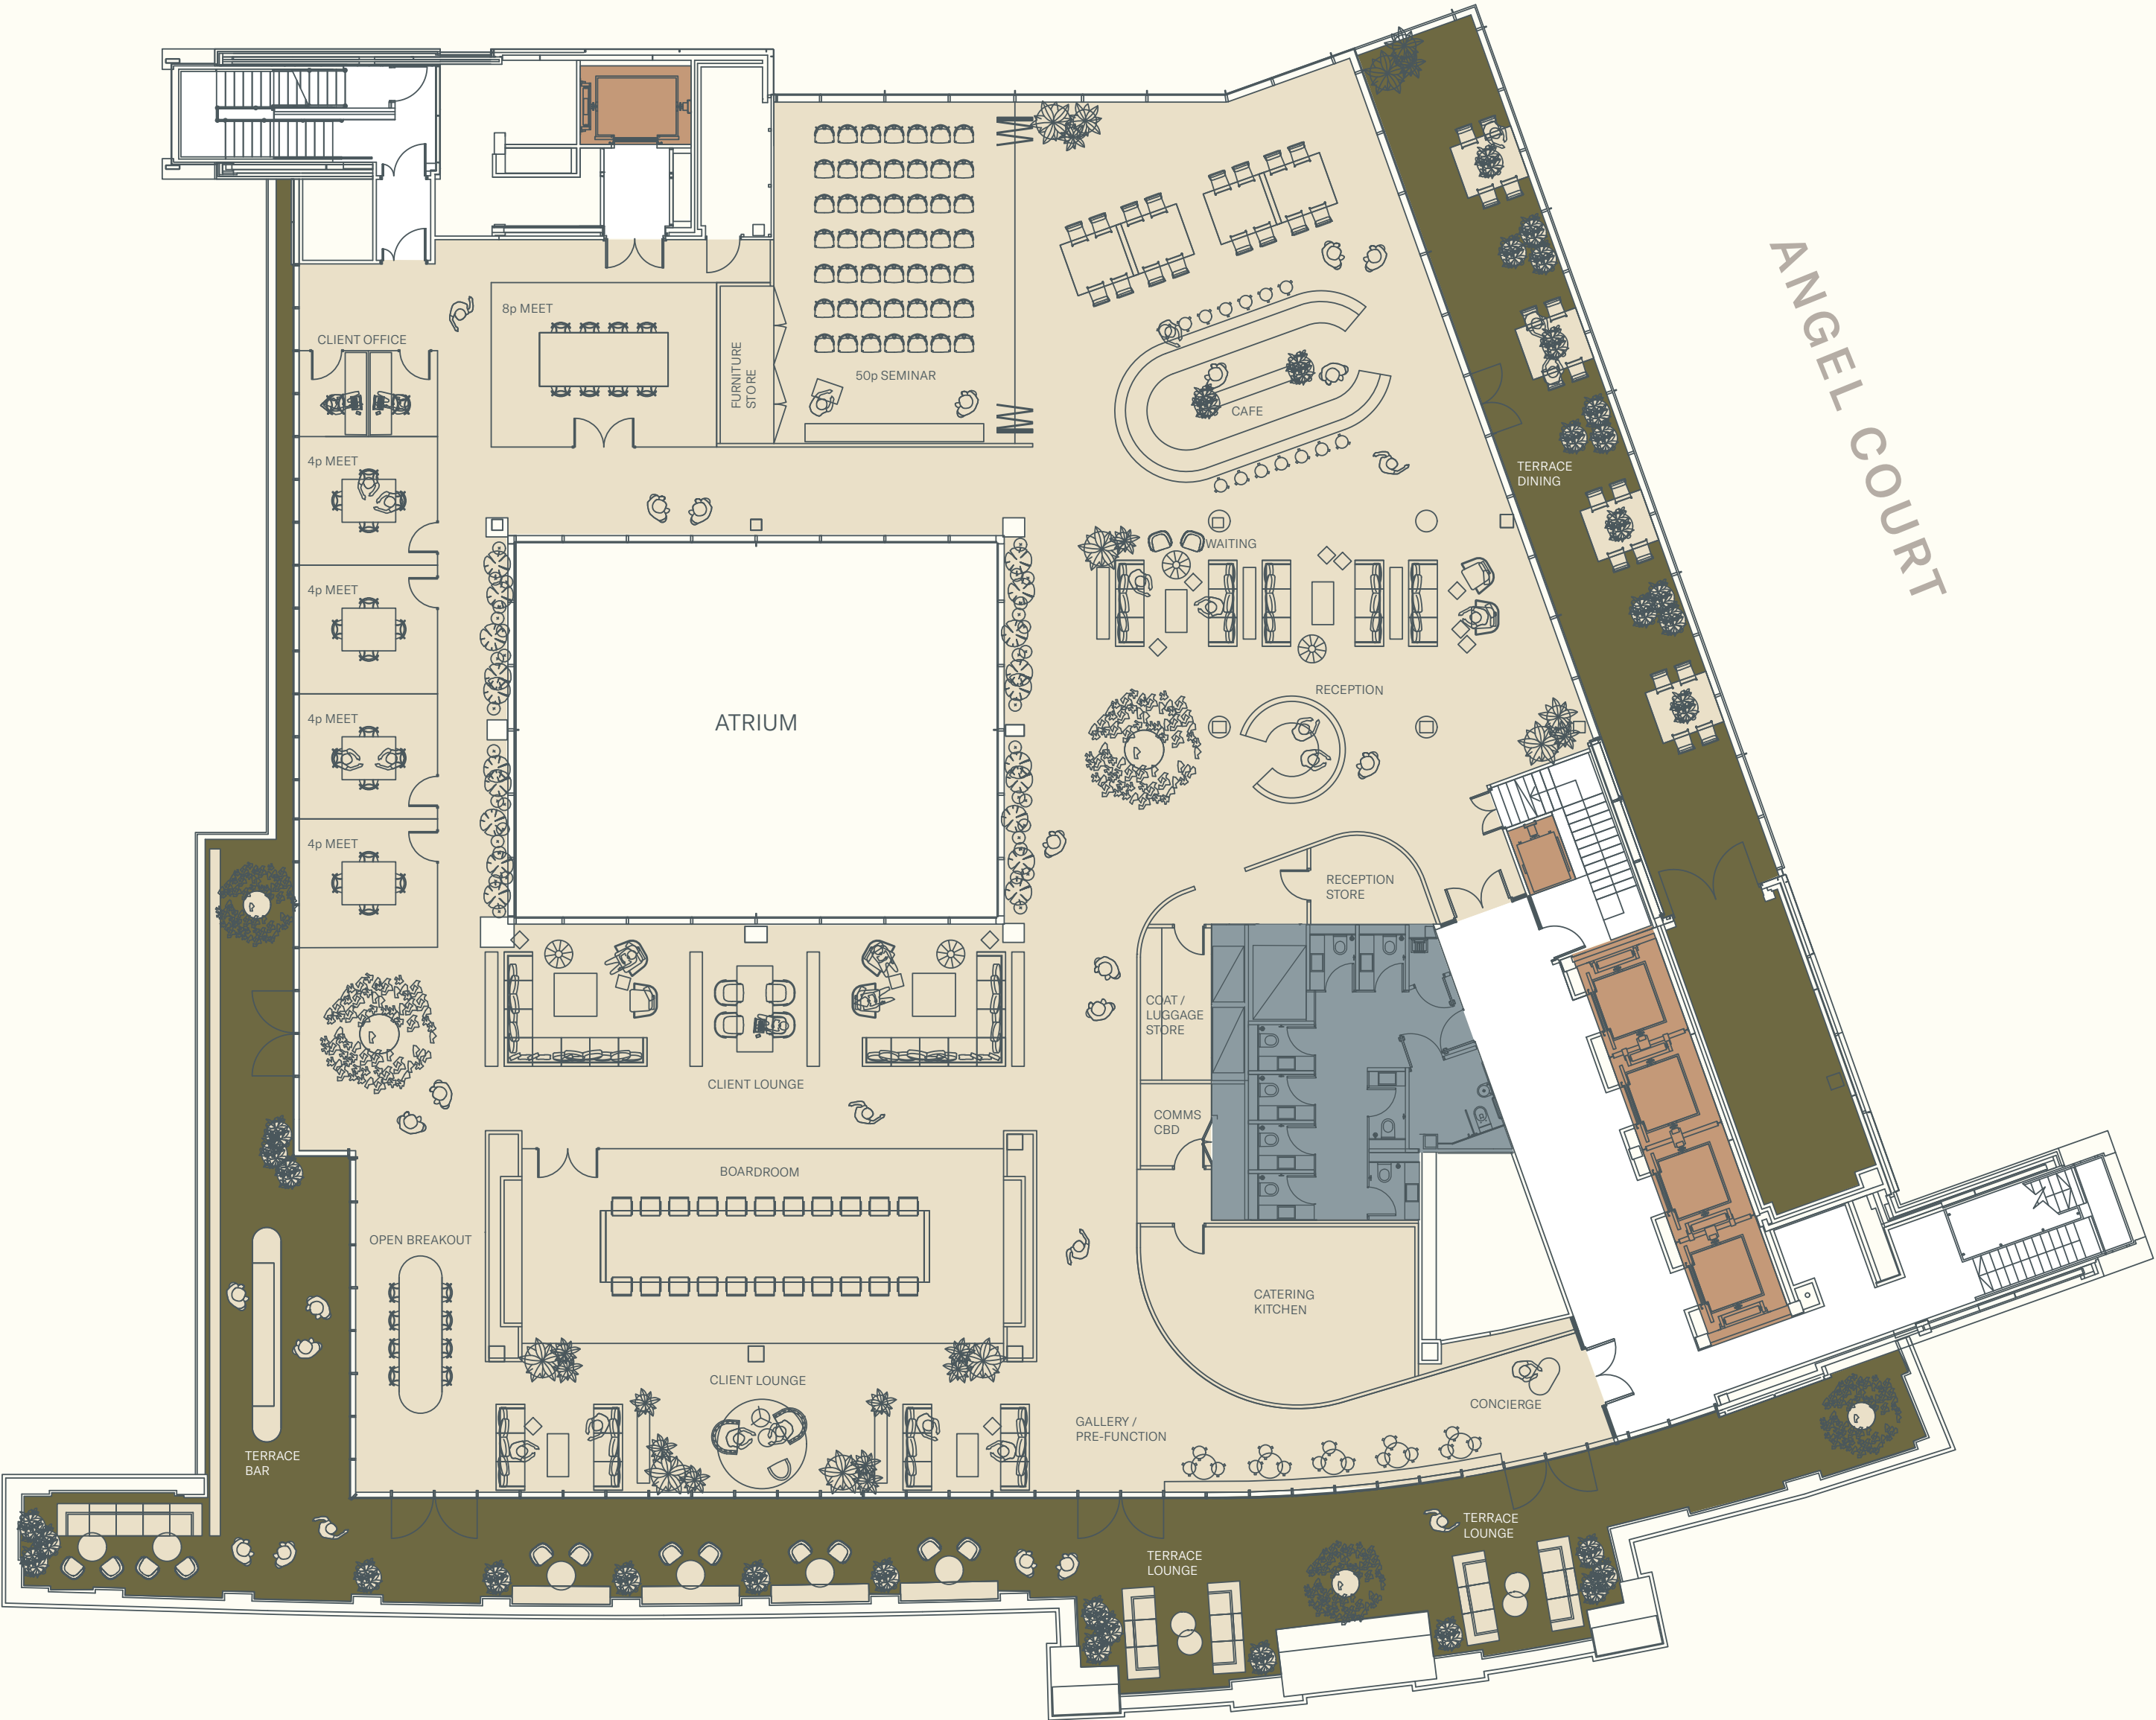 ANGEL COURT
8p MEET
CLIENT OFFICE
FURNITURE
STORE
50p SEMINAR
CAFE
4p MEET
TERRACE
DINING
WAITING
4p MEET
RECEPTION
4p MEET
ATRIUM
4p MEET
RECEPTION
STORE
COAT /
LUGGAGE
STORE
CLIENT LOUNGE
COMMS
CBD
BOARDROOM
OPEN BREAKOUT
CATERING
KITCHEN
CLIENT LOUNGE
CONCIERGE
GALLERY /
PRE-FUNCTION
TERRACE
BAR
TERRACE
LOUNGE
TERRACE
LOUNGE